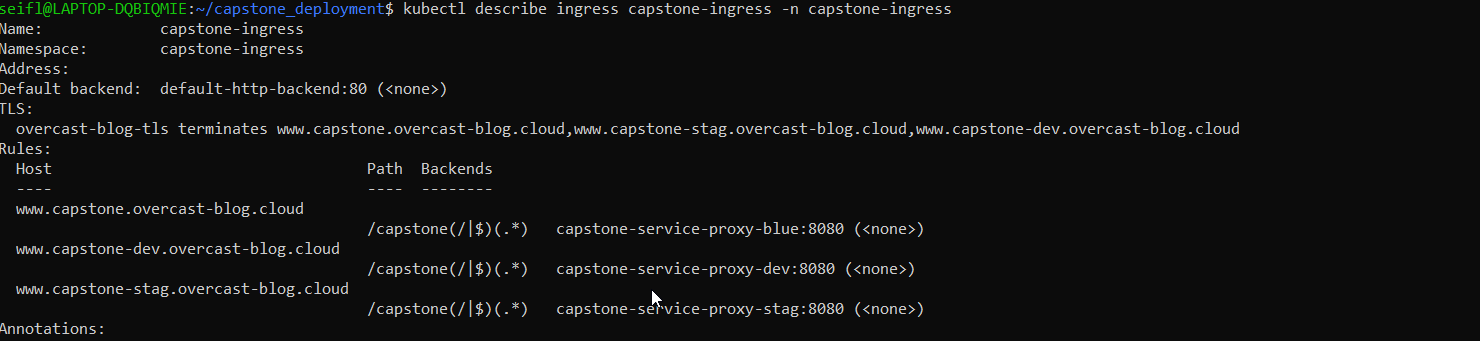 seifl@LAPTOP-DQBIQMIE:~/capstone_deployment$ kubectl describe ingress capstone-ingress -n capstone-ingress
Name:             capstone-ingress
Namespace:        capstone-ingress
Address:
Default backend:  default-http-backend:80 (<none>)
TLS:
  overcast-blog-tls terminates www.capstone.overcast-blog.cloud,www.capstone-stag.overcast-blog.cloud,www.capstone-dev.overcast-blog.cloud
Rules:
  Host                                   Path  Backends
  ----                                   ----  --------
  www.capstone.overcast-blog.cloud
                                         /capstone(/|$)(.*)   capstone-service-proxy-blue:8080 (<none>)
  www.capstone-dev.overcast-blog.cloud
                                         /capstone(/|$)(.*)   capstone-service-proxy-dev:8080 (<none>)
  www.capstone-stag.overcast-blog.cloud
                                         /capstone(/|$)(.*)   capstone-service-proxy-stag:8080 (<none>)
Annotations: